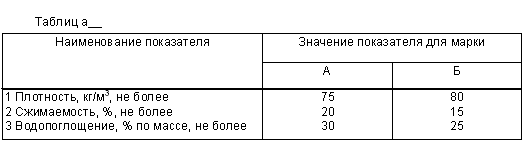 Таблиц а__
Наименование показателя Значение показателя для марки
А Б
1 Плотность, кг/м³, не более 75 80
2 Сжимаемость, %, не более 20 15
3 Водопоглощение, % по массе, не более 30 25